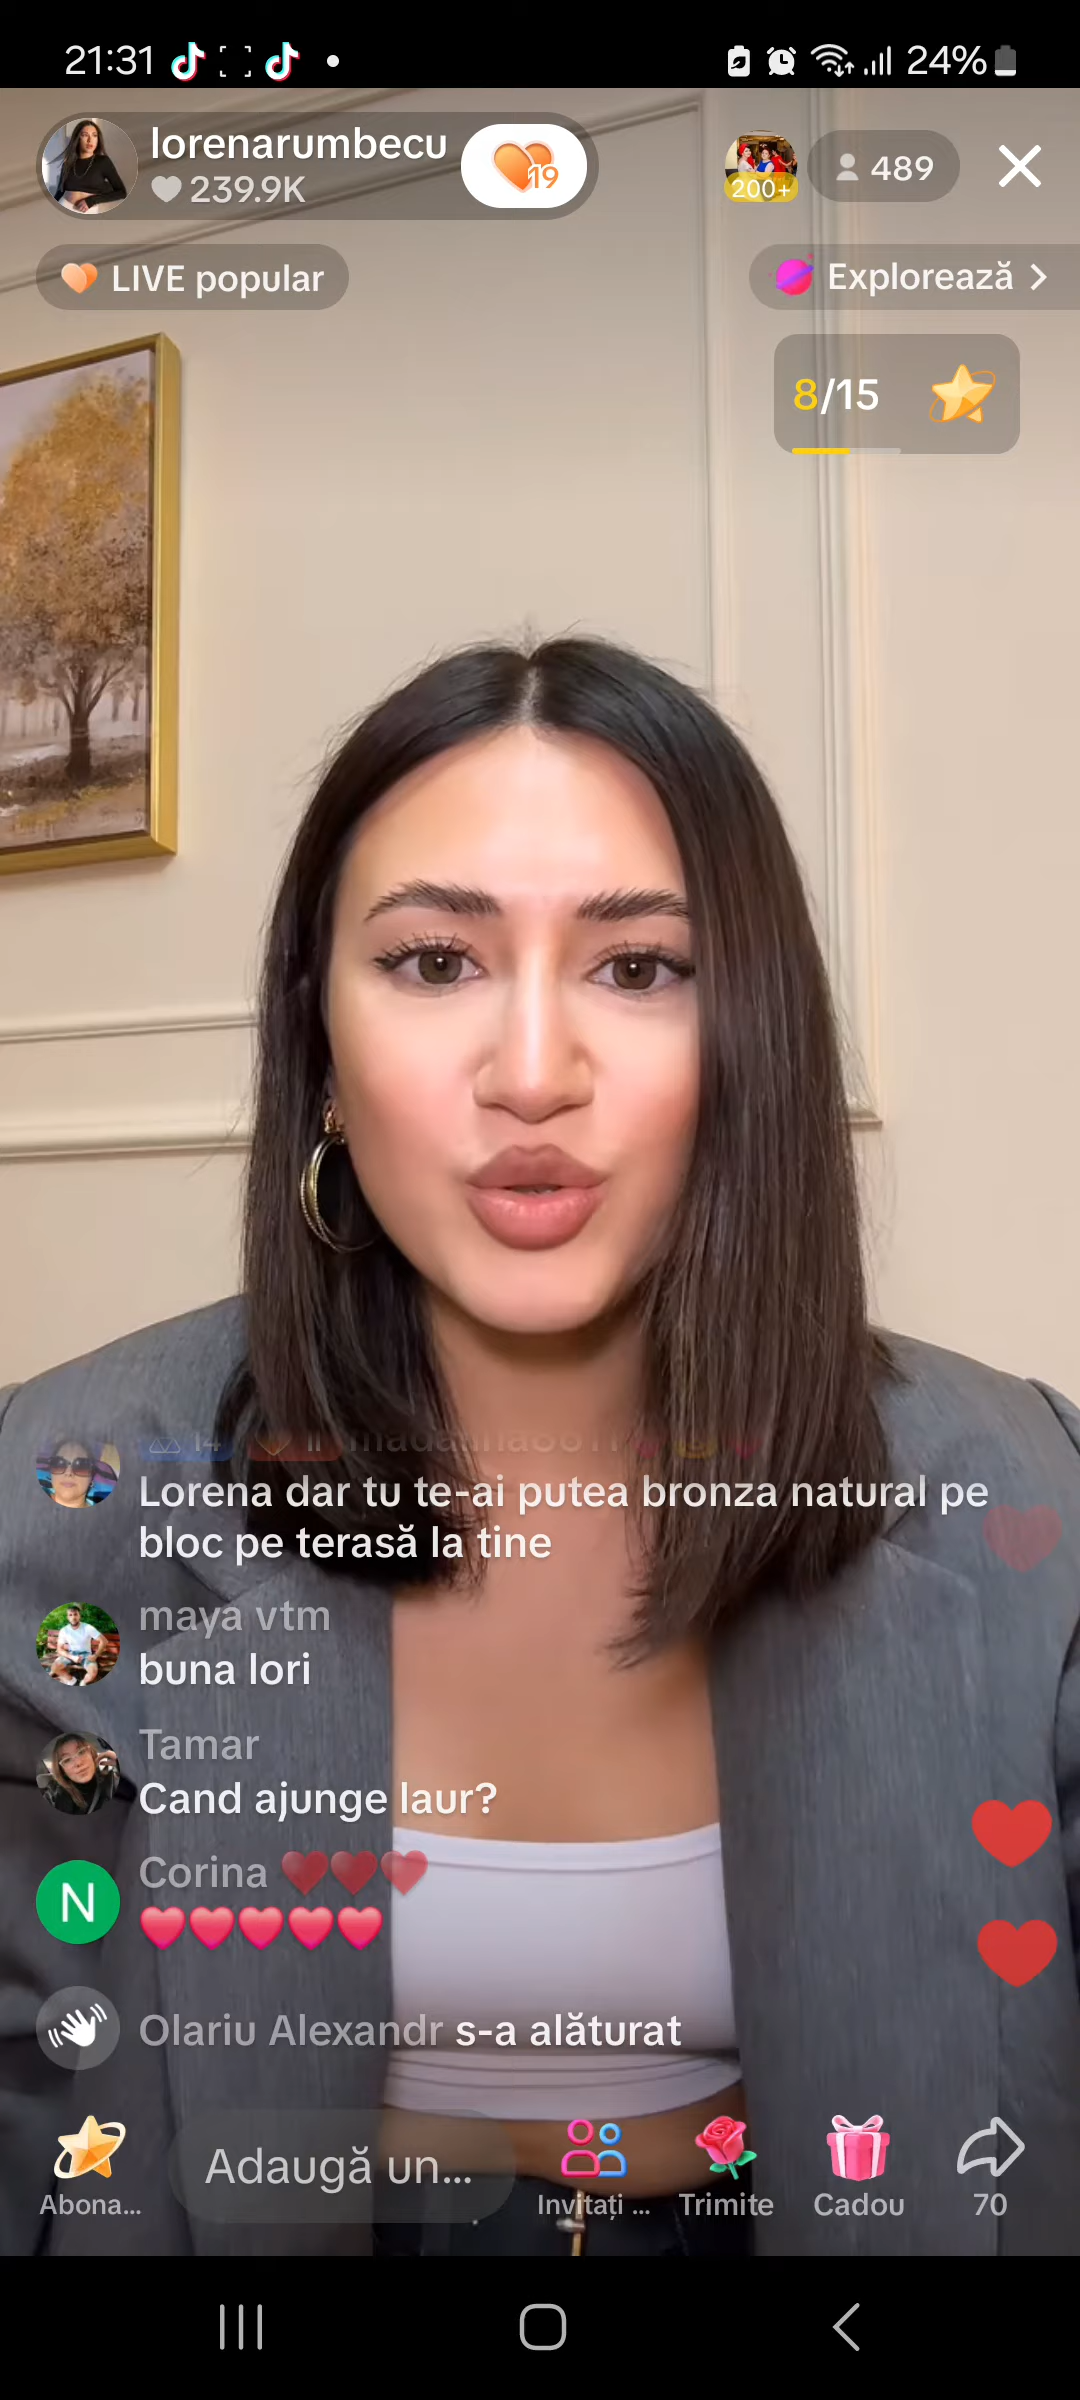 21:31
24%
lorenarumbecu
239.9K
19
200+
489
LIVE popular
Explorează
8/15
14
Lorena dar tu te-ai putea bronza natural pe
bloc pe terasă la tine
maya vtm
buna lori
Tamar
Cand ajunge laur?
N
Corina
Olariu Alexandr s-a alăturat
Abona...
Adaugă un...
Invitați ...
Trimite
Cadou
70